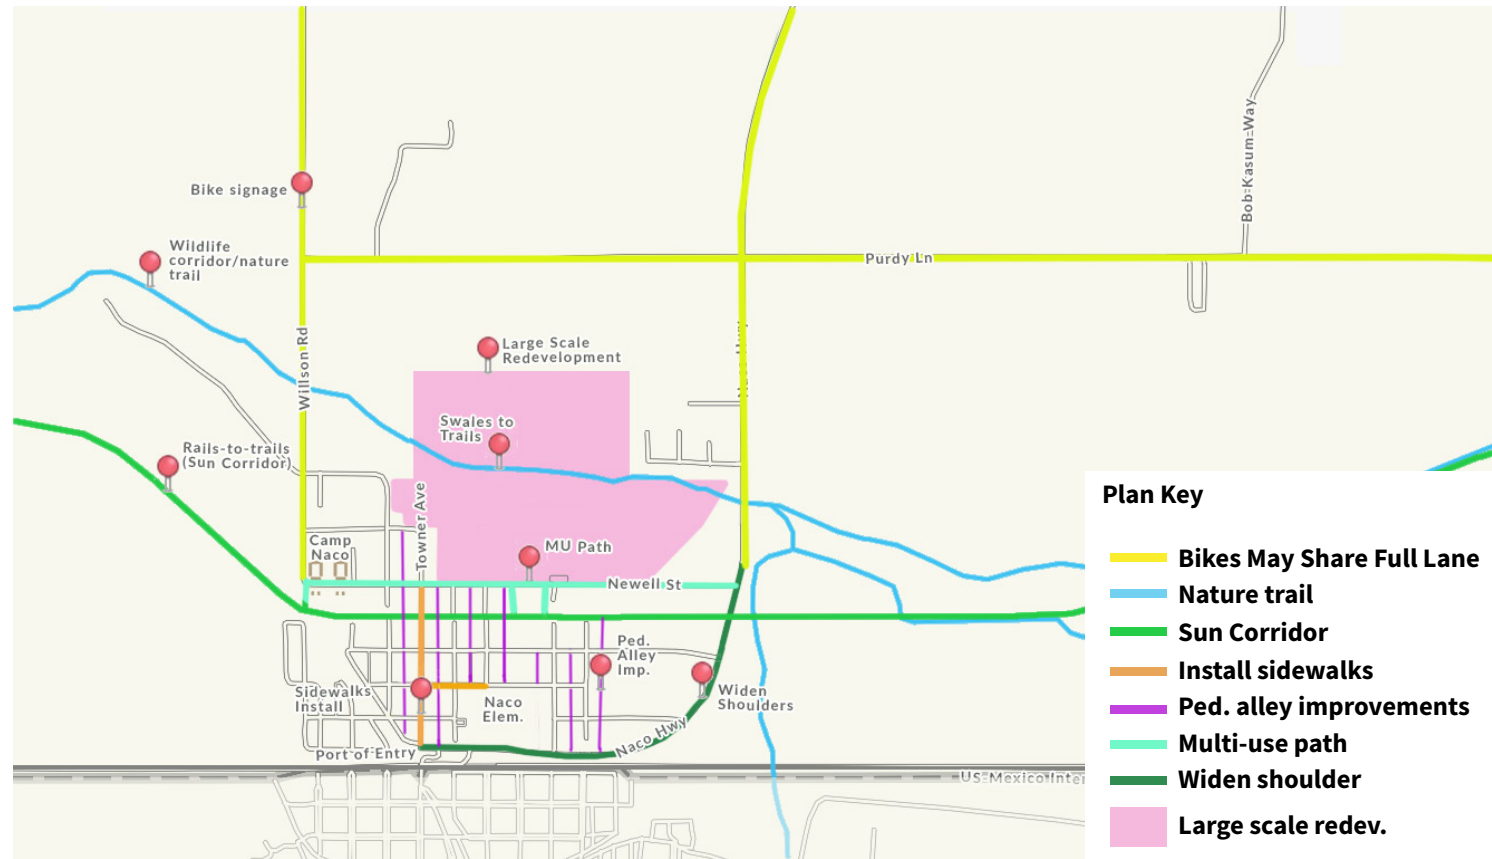 Bob-Kasum-Way
Bike signage
Wildlife
corridor/nature
trail
Purdy Ln
Willson Rd
Large Scale
Redevelopment
Swales to
Trails
Rails-to-trails
(Sun Corridor)
Towner Ave
Camp
Naco
MU Path
Newell St
Ped.
Alley
Imp.
Sidewalks
Install
Naco
Elem.
Widen
Shoulders
Naco Hwy
Port of Entry
US-Mexico
Plan Key
Bikes May Share Full Lane
Nature trail
Sun Corridor
Install sidewalks
Ped. alley improvements
Multi-use path
Widen shoulder
Large scale redev.